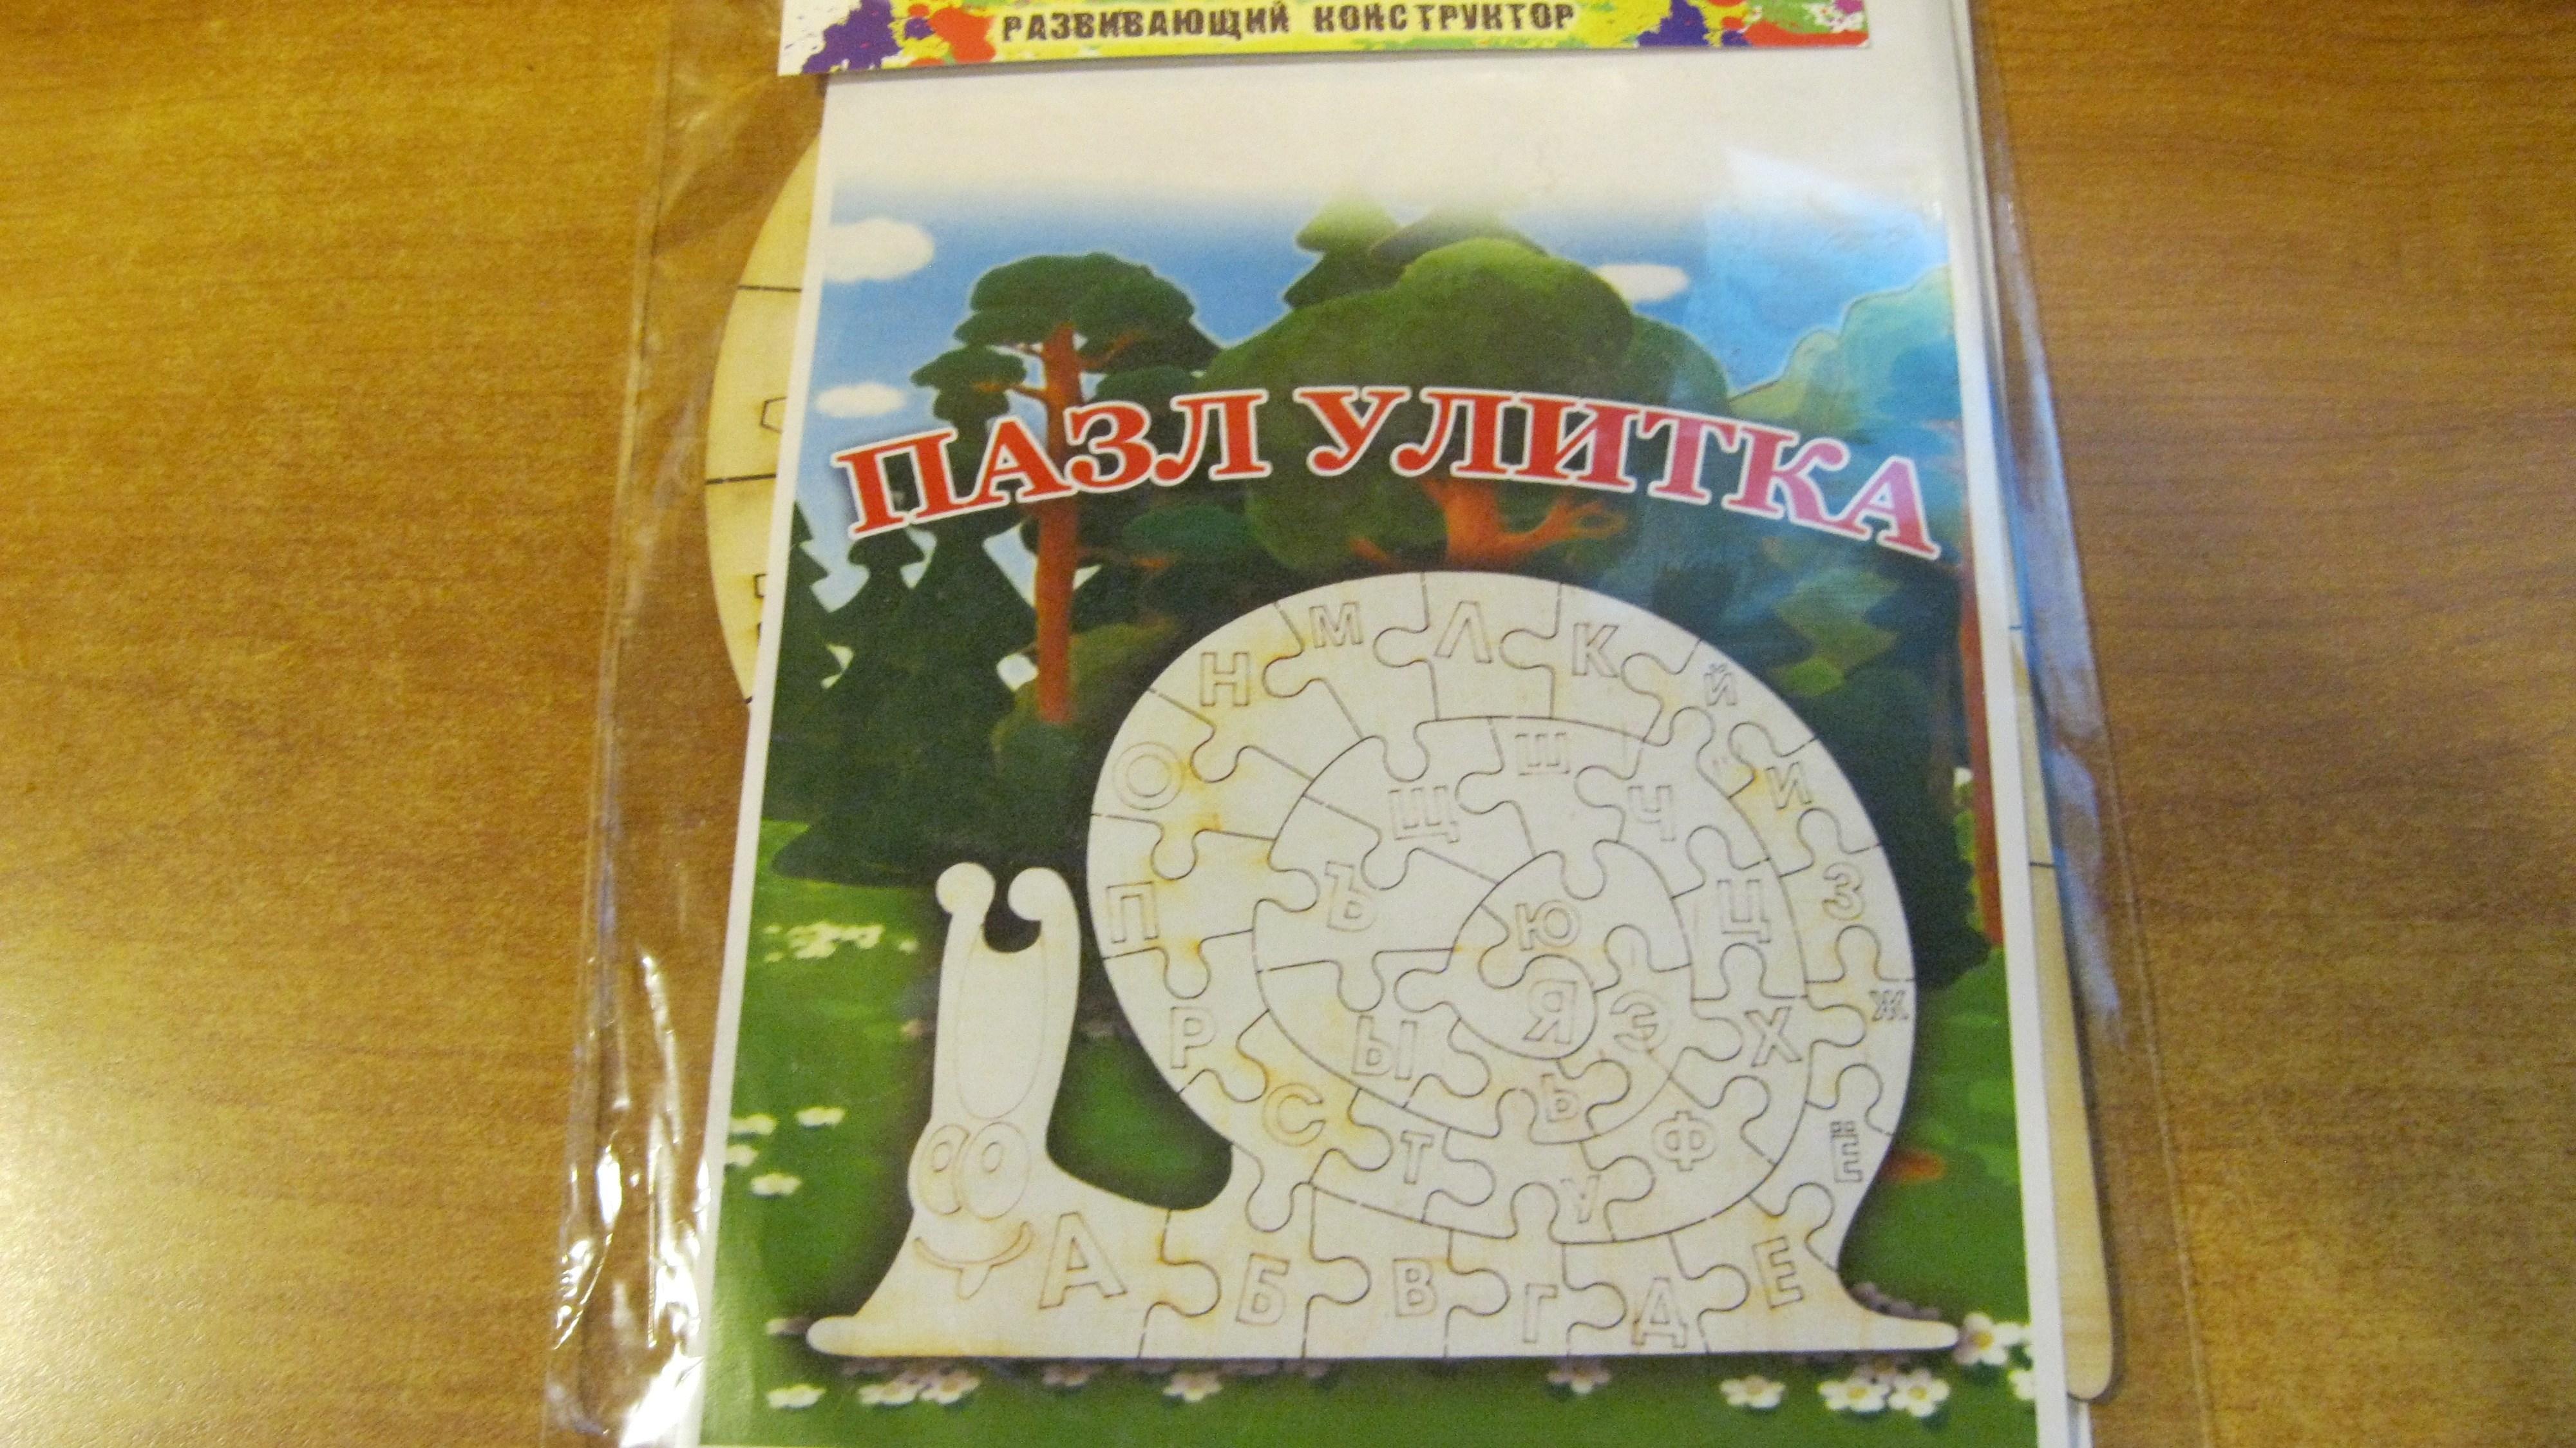 РАЗВИВАЮЩИЙ КОНСТРУКТОР
ПАЗЛ УЛИТКА
А Б В Г Д Е
Ё Ж З И Й К Л М Н О П Р С Т У Ф Х Ц Ч Ш Щ Ъ Ы Ь Э Ю Я